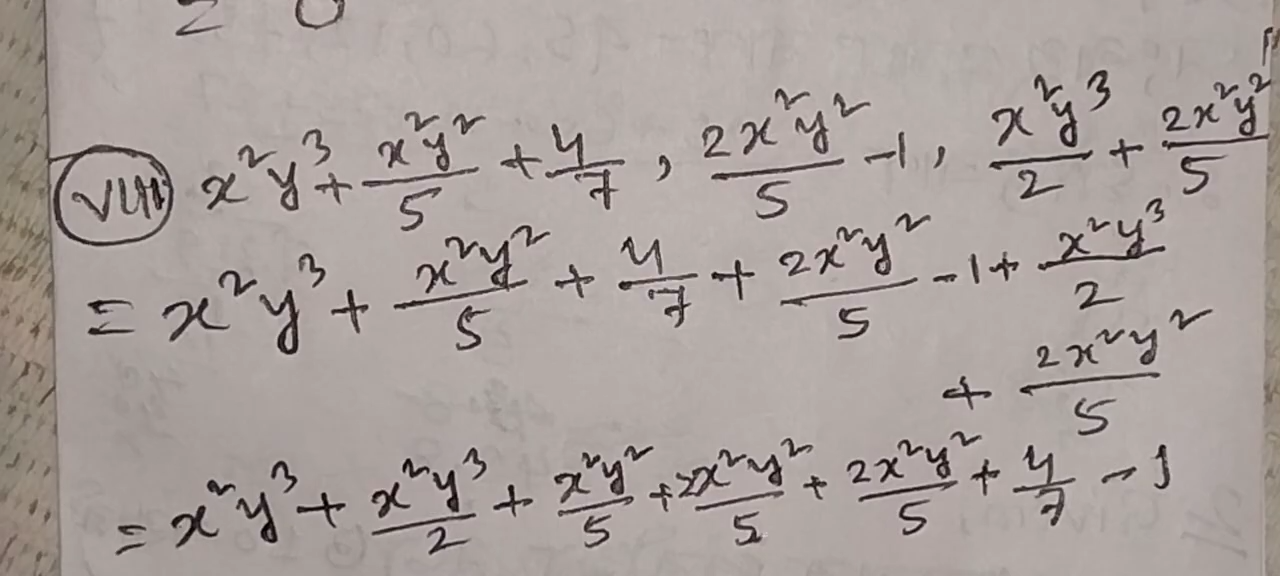 = 0
(VIII) x²y³ + x²y²/5 + y/7 , 2x²y²/5 - 1 , x²y³/2 + 2x²y²/5
= x²y³ + x²y²/5 + y/7 + 2x²y²/5 - 1 + x²y³/2
+ 2x²y²/5
= x²y³ + x²y³/2 + x²y²/5 + 2x²y²/5 + 2x²y²/5 + y/7 - 1